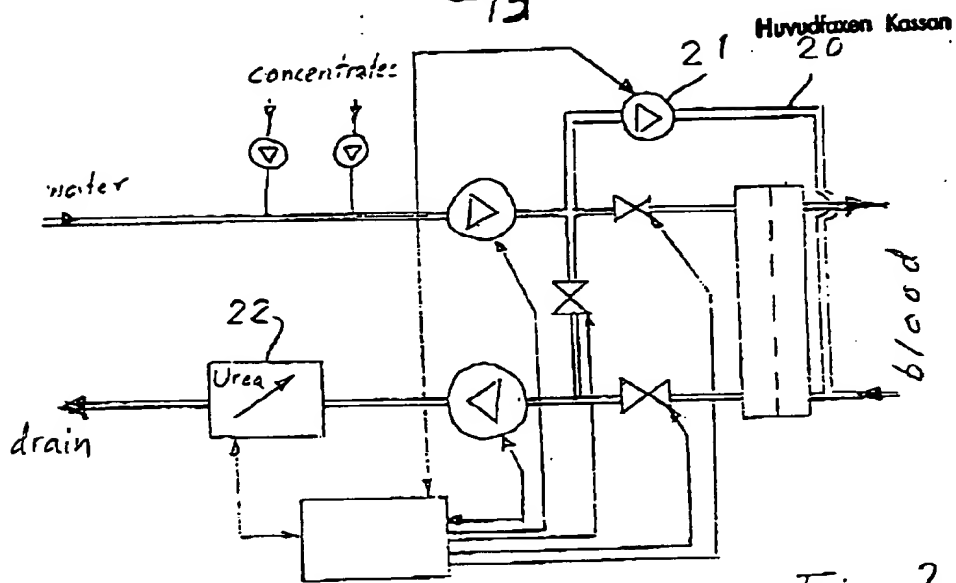 Huvudfaxen Kassan
21
20
concentrates
water
22
Urea
blood
drain